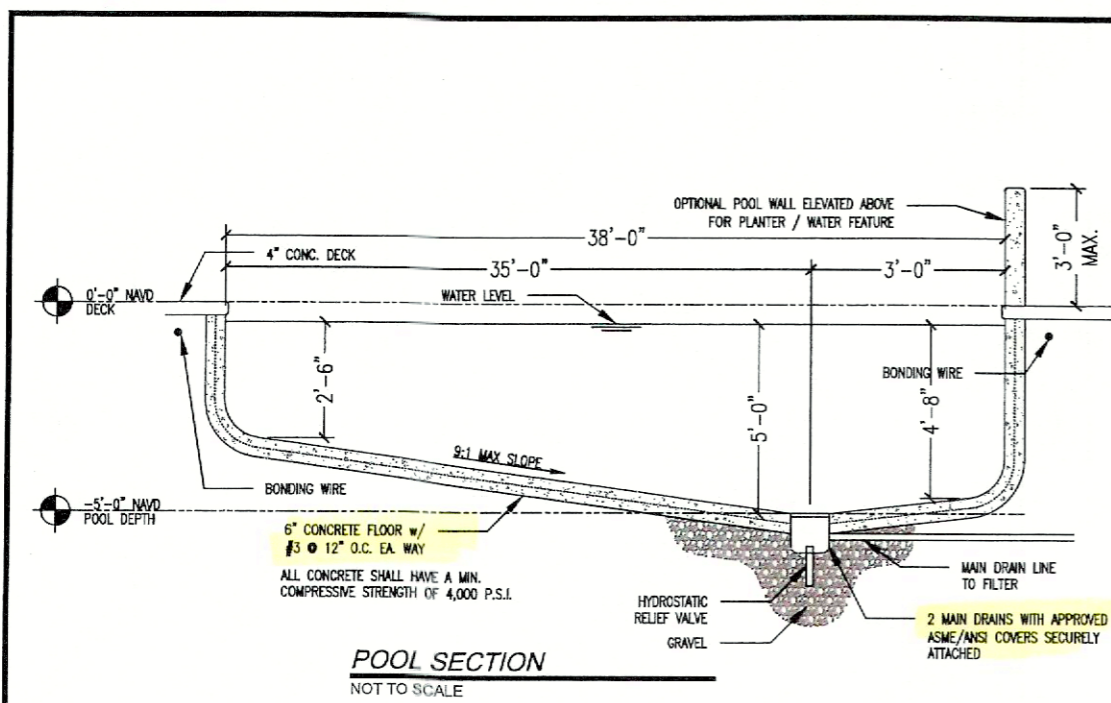 OPTIONAL POOL WALL ELEVATED ABOVE
FOR PLANTER / WATER FEATURE
3'-0"
MAX.
38'-0"
4" CONC. DECK
35'-0"
3'-0"
0'-0" NAVD
DECK
WATER LEVEL
BONDING WIRE
2'-6"
5'-0"
4'-8"
9:1 MAX SLOPE
BONDING WIRE
-5'-0" NAVD
POOL DEPTH
6" CONCRETE FLOOR w/
#3 @ 12" O.C. EA. WAY
ALL CONCRETE SHALL HAVE A MIN.
COMPRESSIVE STRENGTH OF 4,000 P.S.I.
MAIN DRAIN LINE
TO FILTER
HYDROSTATIC
RELIEF VALVE
GRAVEL
2 MAIN DRAINS WITH APPROVED
ASME/ANSI COVERS SECURELY
ATTACHED
POOL SECTION
NOT TO SCALE